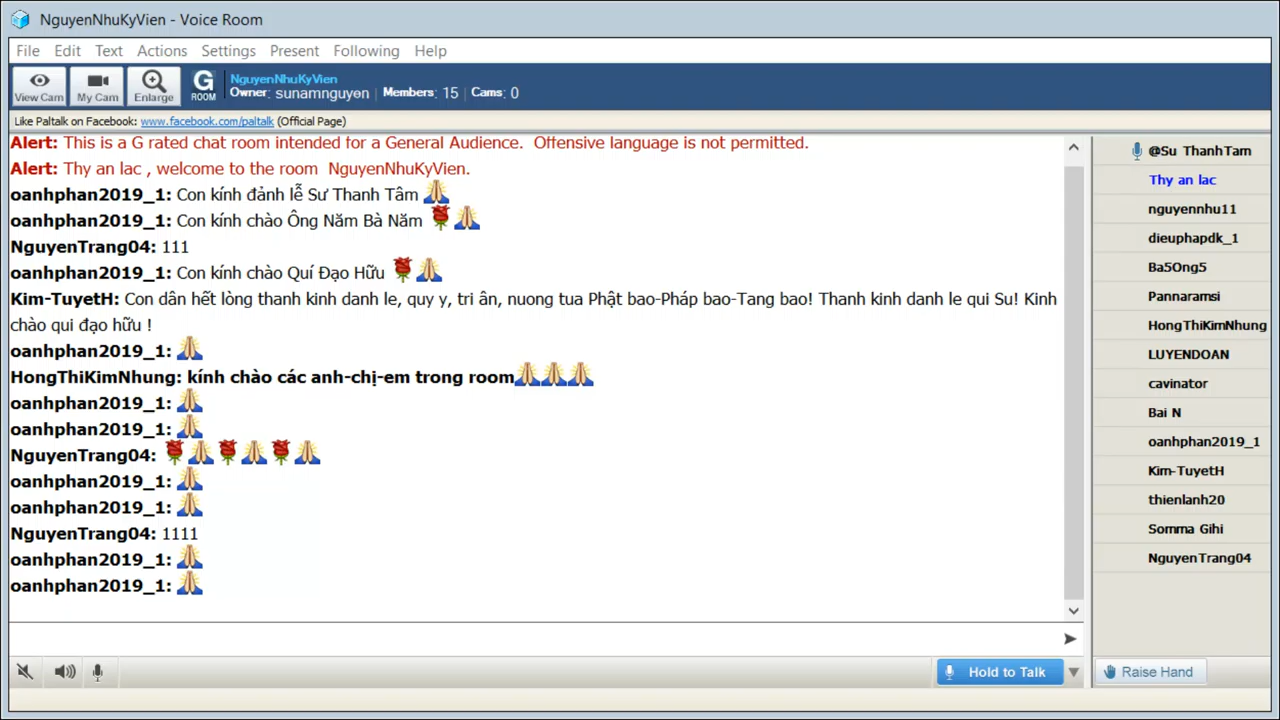 NguyenNhuKyVien - Voice Room
File Edit Text Actions Settings Present Following Help
View Cam My Cam Enlarge G ROOM NguyenNhuKyVien
Owner: sunamnguyen | Members: 15 | Cams: 0
Like Paltalk on Facebook: www.facebook.com/paltalk (Official Page)
Alert: This is a G rated chat room intended for a General Audience. Offensive language is not permitted.
Alert: Thy an lac , welcome to the room NguyenNhuKyVien.
oanhphan2019_1: Con kính đảnh lễ Sư Thanh Tâm
oanhphan2019_1: Con kính chào Ông Năm Bà Năm
NguyenTrang04: 111
oanhphan2019_1: Con kính chào Quí Đạo Hữu
Kim-TuyetH: Con dân hết lòng thanh kinh danh le, quy y, tri ân, nuong tua Phật bao-Pháp bao-Tang bao! Thanh kinh danh le qui Su! Kinh
chào qui đạo hữu !
oanhphan2019_1:
HongThiKimNhung: kính chào các anh-chị-em trong room
oanhphan2019_1:
oanhphan2019_1:
NguyenTrang04:
oanhphan2019_1:
oanhphan2019_1:
NguyenTrang04: 1111
oanhphan2019_1:
oanhphan2019_1:
@Su ThanhTam
Thy an lac
nguyennhu11
dieuphapdk_1
Ba5Ong5
Pannaramsi
HongThiKimNhung
LUYENDOAN
cavinator
Bai N
oanhphan2019_1
Kim-TuyetH
thienlanh20
Somma Gihi
NguyenTrang04
Hold to Talk
Raise Hand